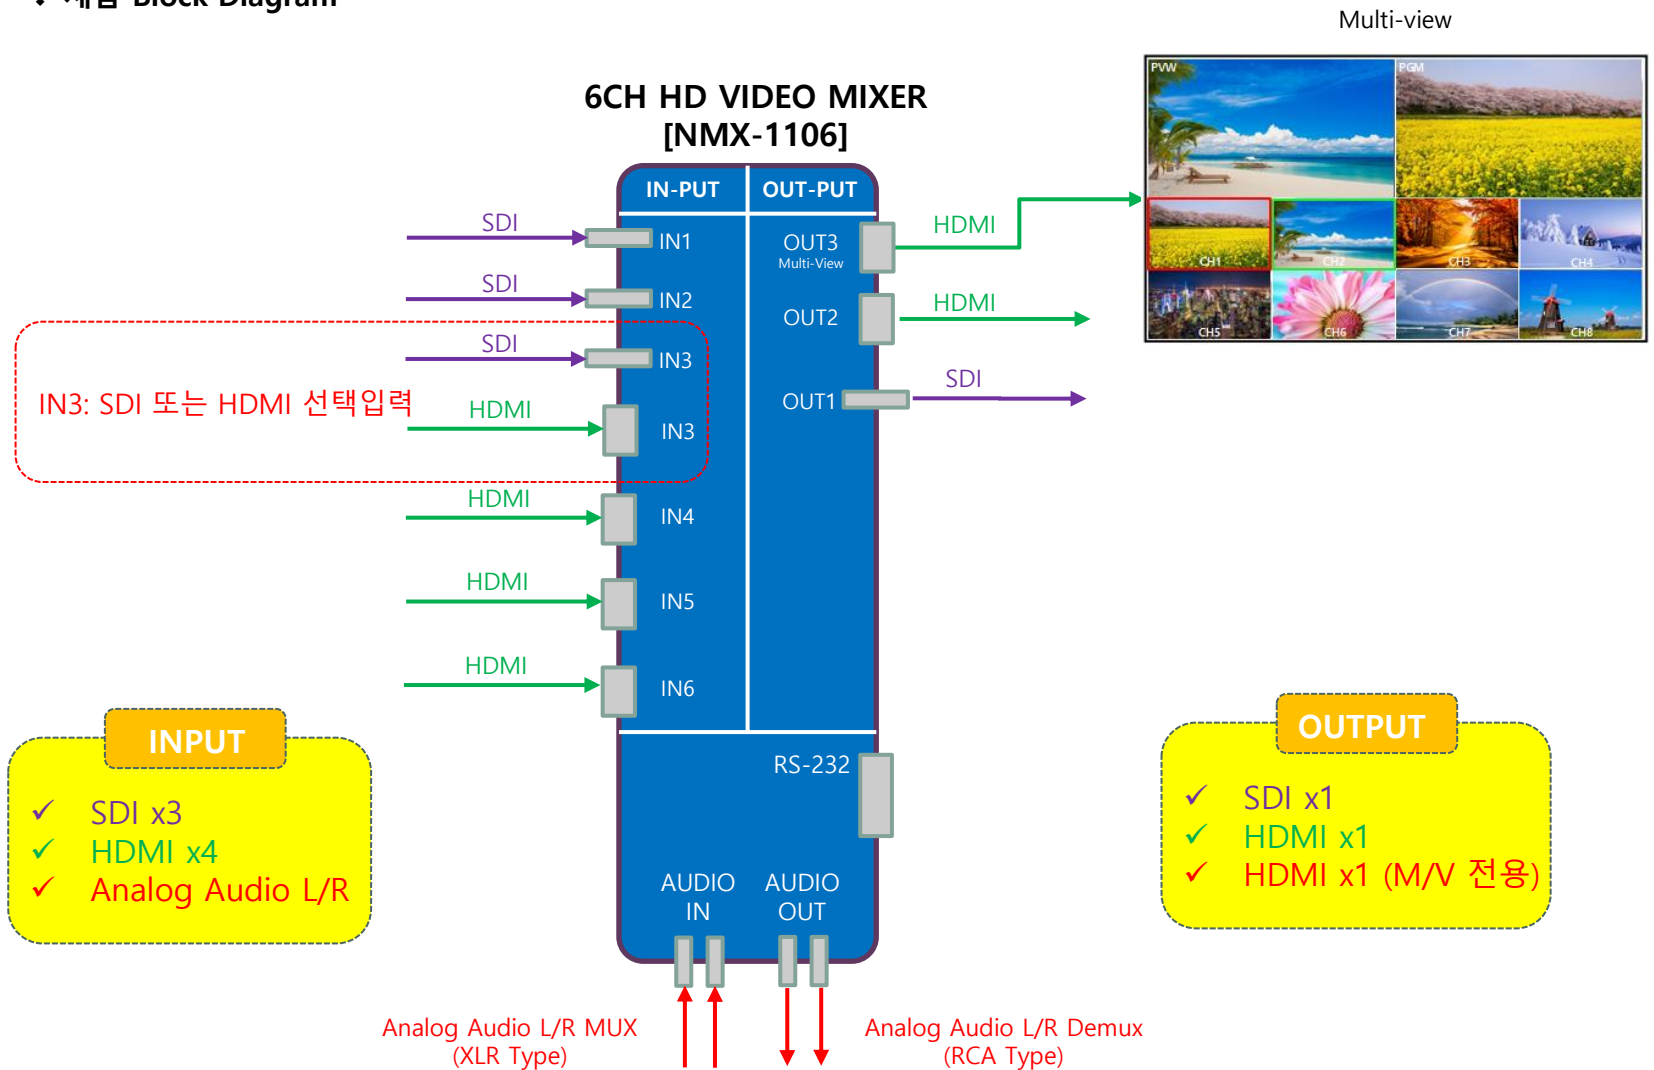 Block Diagram
Multi-view
6CH HD VIDEO MIXER
[NMX-1106]
PVW
PGM
CH1
CH2
CH3
CH4
CH5
CH6
CH7
CH8
IN-PUT
OUT-PUT
SDI
IN1
SDI
IN2
SDI
IN3
IN3: SDI 또는 HDMI 선택입력
HDMI
IN3
HDMI
IN4
HDMI
IN5
HDMI
IN6
OUT3
Multi-View
HDMI
OUT2
HDMI
OUT1
SDI
RS-232
AUDIO
IN
AUDIO
OUT
Analog Audio L/R MUX
(XLR Type)
Analog Audio L/R Demux
(RCA Type)
INPUT
✓ SDI x3
✓ HDMI x4
✓ Analog Audio L/R
OUTPUT
✓ SDI x1
✓ HDMI x1
✓ HDMI x1 (M/V 전용)